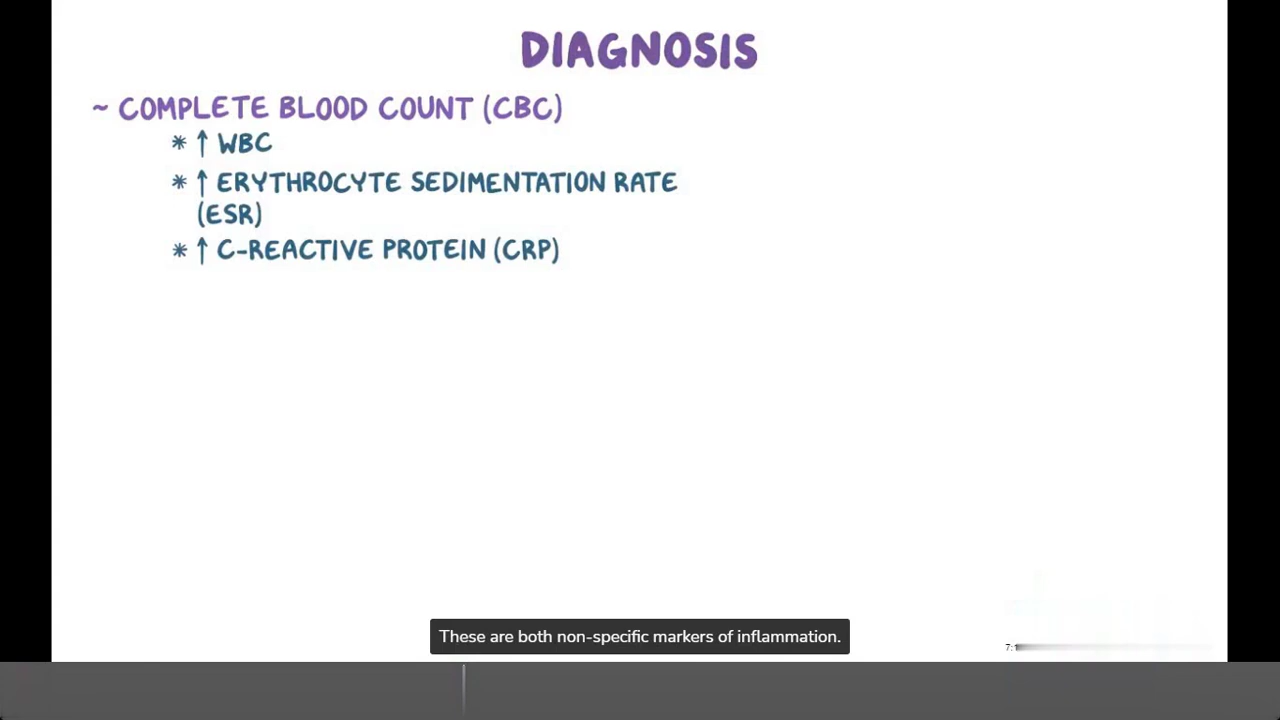 DIAGNOSIS
~ COMPLETE BLOOD COUNT (CBC)
* ↑ WBC
* ↑ ERYTHROCYTE SEDIMENTATION RATE
(ESR)
* ↑ C-REACTIVE PROTEIN (CRP)
These are both non-specific markers of inflammation.